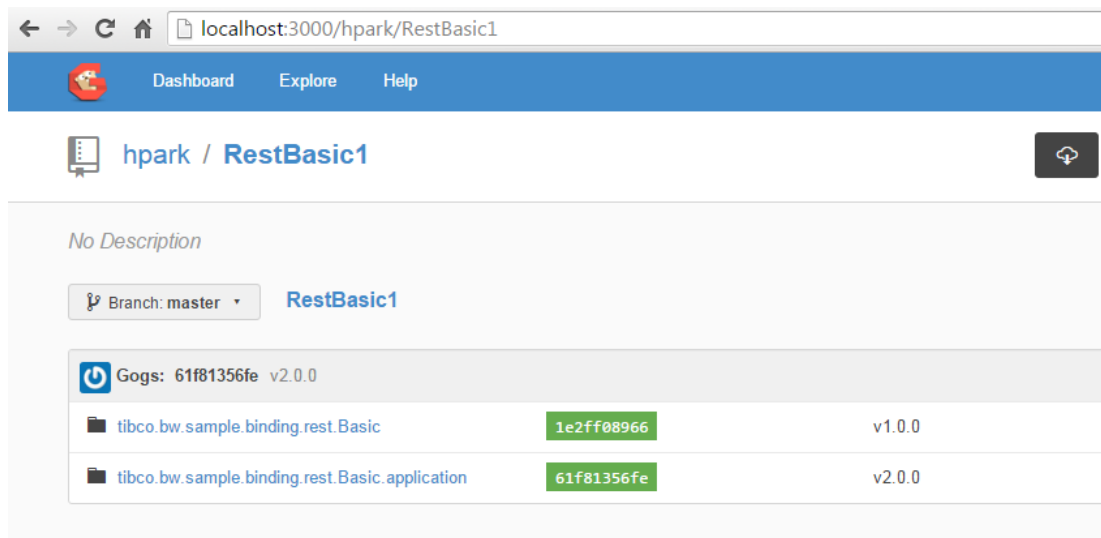 localhost:3000/hpark/RestBasic1
Dashboard Explore Help
hpark / RestBasic1
No Description
Branch: master RestBasic1
Gogs: 61f81356fe v2.0.0
tibco.bw.sample.binding.rest.Basic 1e2ff08966 v1.0.0
tibco.bw.sample.binding.rest.Basic.application 61f81356fe v2.0.0